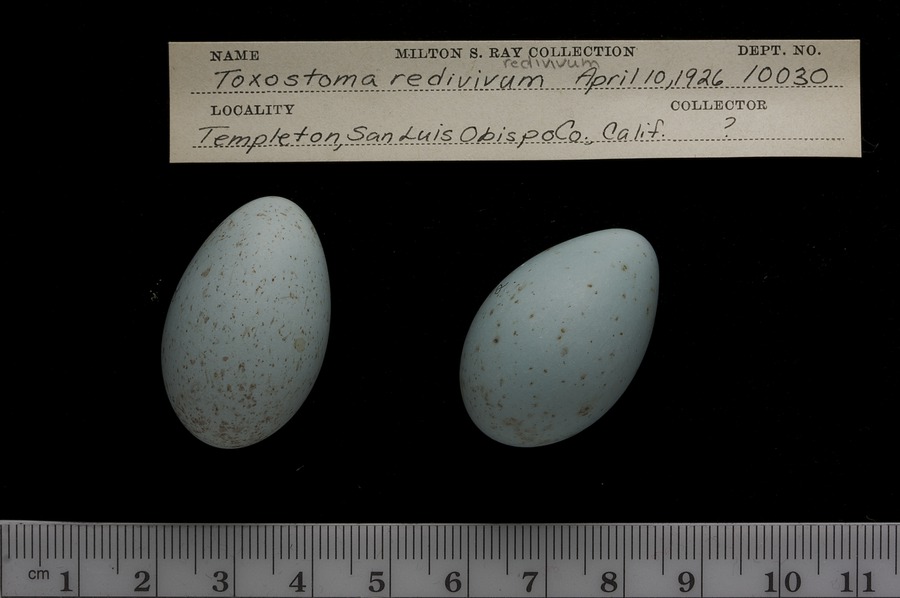 NAME MILTON S. RAY COLLECTION DEPT. NO.
redivivum
Toxostoma redivivum April 10, 1926 10030
LOCALITY COLLECTOR
Templeton, San Luis Obispo Co., Calif. ?
cm 1 2 3 4 5 6 7 8 9 10 11